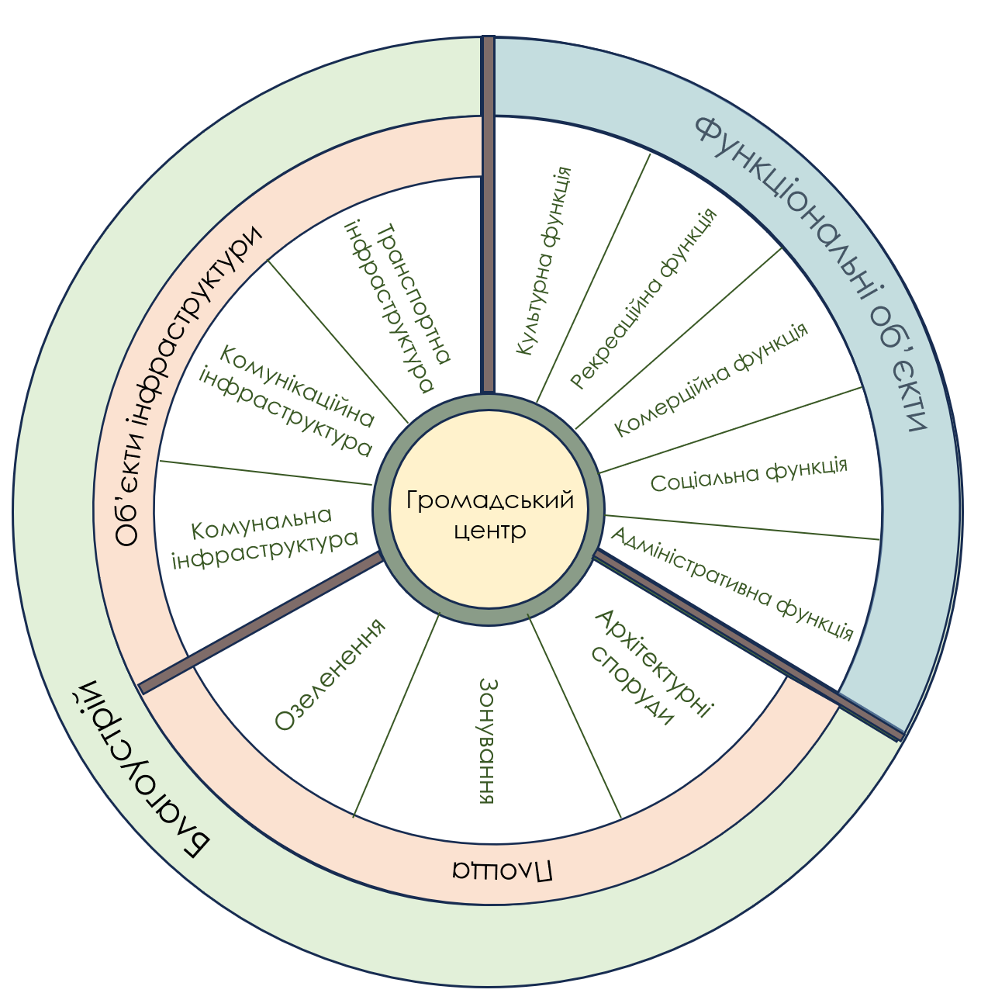 Громадський
центр
Функціональні об’єкти
Культурна функція
Рекреаційна функція
Комерційна функція
Соціальна функція
Адміністративна функція
Благоустрій
Площа
Архітектурні
споруди
Зонування
Озеленення
Об’єкти інфраструктури
Комунальна
інфраструктура
Комунікаційна
інфраструктура
Транспортна
інфраструктура